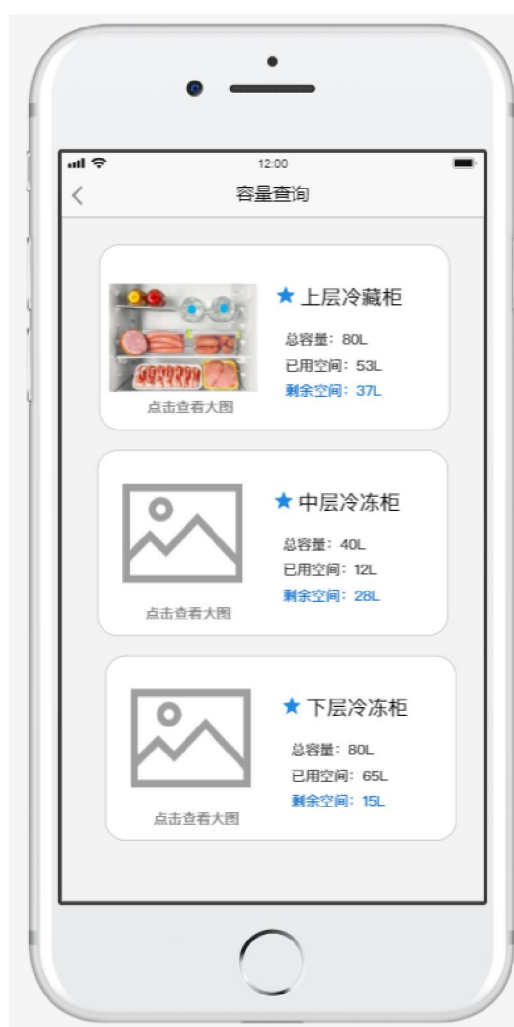 12:00
容量查询
上层冷藏柜
总容量：80L
已用空间：53L
剩余空间：37L
点击查看大图
中层冷冻柜
总容量：40L
已用空间：12L
剩余空间：28L
点击查看大图
下层冷冻柜
总容量：80L
已用空间：65L
剩余空间：15L
点击查看大图